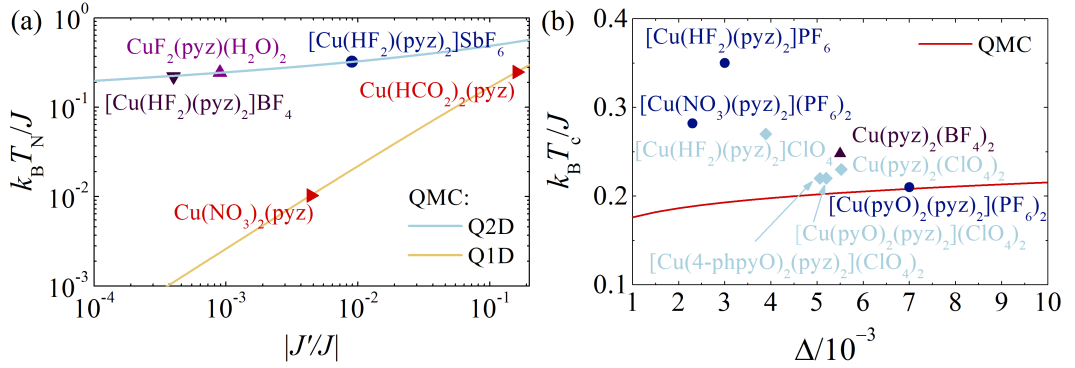 (a)
10⁰
10⁻¹
10⁻²
10⁻³
k_B T_N/J
CuF₂(pyz)(H₂O)₂
[Cu(HF₂)(pyz)₂]SbF₆
[Cu(HF₂)(pyz)₂]BF₄
Cu(HCO₂)₂(pyz)
Cu(NO₃)₂(pyz)
QMC:
Q2D
Q1D
10⁻⁴ 10⁻³ 10⁻² 10⁻¹
|J'/J|
(b)
0.4
0.3
0.2
0.1
k_B T_c/J
QMC
[Cu(HF₂)(pyz)₂]PF₆
[Cu(NO₃)(pyz)₂](PF₆)₂
[Cu(HF₂)(pyz)₂]ClO₄
Cu(pyz)₂(BF₄)₂
Cu(pyz)₂(ClO₄)₂
[Cu(pyO)₂(pyz)₂](PF₆)₂
[Cu(pyO)₂(pyz)₂](ClO₄)₂
[Cu(4-phpyO)₂(pyz)₂](ClO₄)₂
1 2 3 4 5 6 7 8 9 10
Δ/10⁻³